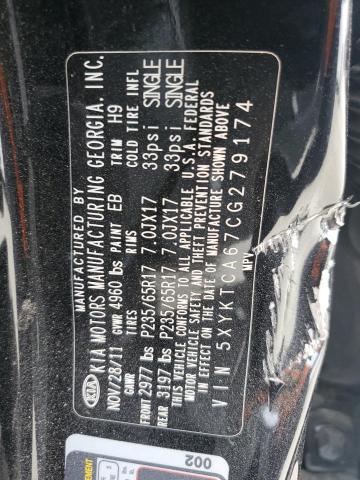 MANUFACTURED BY
KIA KIA MOTORS MANUFACTURING GEORGIA, INC.
NOV/28/11 GVWR 4960 lbs PAINT EB TRIM H9
GAWR TIRES RIMS COLD TIRE INFL
FRONT 2977 lbs P235/65R17 7.0JX17 33psi SINGLE
REAR 3197 lbs P235/65R17 7.0JX17 33psi SINGLE
THIS VEHICLE CONFORMS TO ALL APPLICABLE U.S.A. FEDERAL
MOTOR VEHICLE SAFETY AND THEFT PREVENTION STANDARDS
IN EFFECT ON THE DATE OF MANUFACTURE SHOWN ABOVE
VIN 5XYKTCA67CG279174
MPV
002